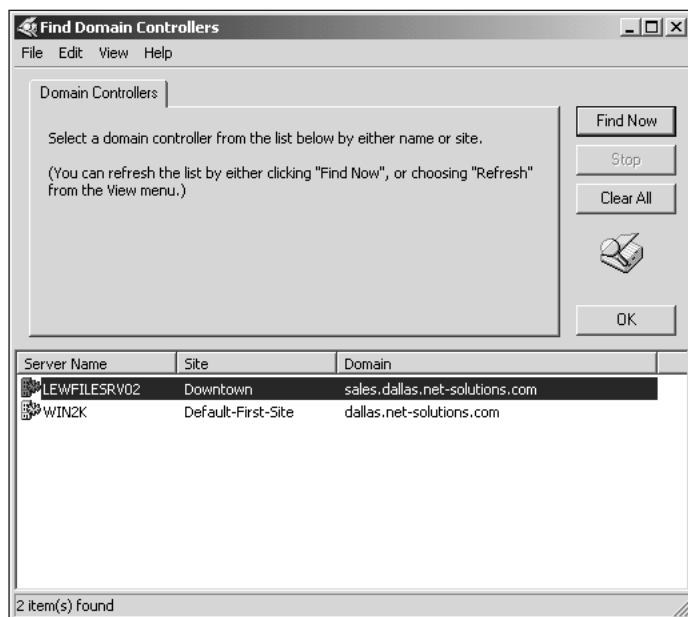 Find Domain Controllers
File Edit View Help
Domain Controllers
Select a domain controller from the list below by either name or site.
(You can refresh the list by either clicking "Find Now", or choosing "Refresh"
from the View menu.)
Find Now
Stop
Clear All
OK
Server Name Site Domain
LEWFILESRV02 Downtown sales.dallas.net-solutions.com
WIN2K Default-First-Site dallas.net-solutions.com
2 item(s) found